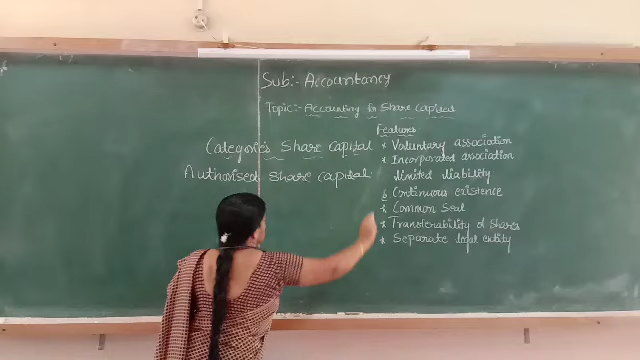 Sub:- Accountancy
Topic:- Accounting for Share Capital
Categories Share capital
Authorised Share capital.
Features
* Voluntary association
* Incorporated association
limited liability
Continuous existence
* Common Seal
* Transferability of Shares
* Separate legal entity